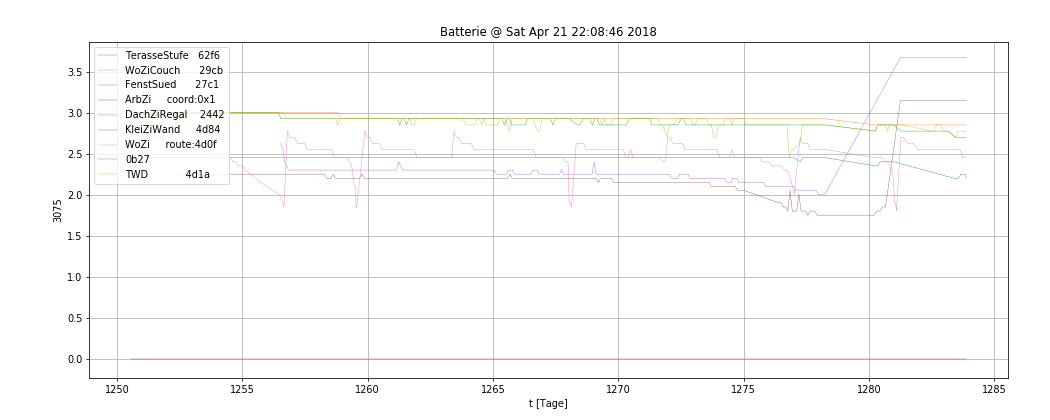 Batterie @ Sat Apr 21 22:08:46 2018
TerasseStufe 62f6
WoZiCouch 29cb
FenstSued 27c1
ArbZi coord:0x1
DachZiRegal 2442
KleiZiWand 4d84
WoZi route:4d0f
0b27
TWD 4d1a
3.5
3.0
2.5
2.0
1.5
1.0
0.5
0.0
3075
1250 1255 1260 1265 1270 1275 1280 1285
t [Tage]